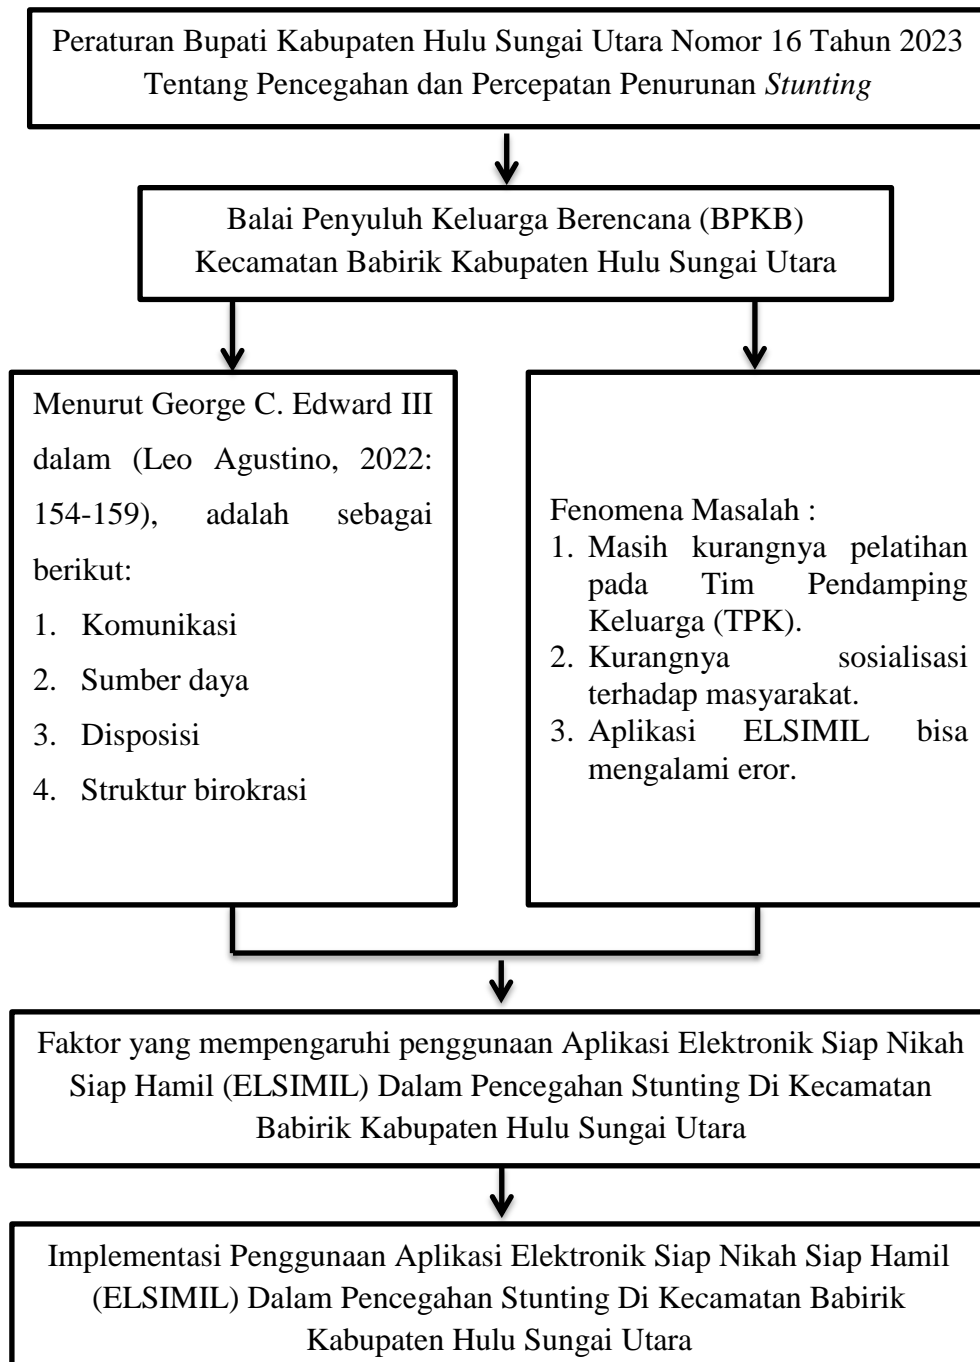 Peraturan Bupati Kabupaten Hulu Sungai Utara Nomor 16 Tahun 2023
Tentang Pencegahan dan Percepatan Penurunan Stunting
Balai Penyuluh Keluarga Berencana (BPKB)
Kecamatan Babirik Kabupaten Hulu Sungai Utara
Menurut George C. Edward III
dalam (Leo Agustino, 2022:
154-159), adalah sebagai
berikut:
1. Komunikasi
2. Sumber daya
3. Disposisi
4. Struktur birokrasi
Fenomena Masalah :
1. Masih kurangnya pelatihan
pada Tim Pendamping
Keluarga (TPK).
2. Kurangnya sosialisasi
terhadap masyarakat.
3. Aplikasi ELSIMIL bisa
mengalami eror.
Faktor yang mempengaruhi penggunaan Aplikasi Elektronik Siap Nikah
Siap Hamil (ELSIMIL) Dalam Pencegahan Stunting Di Kecamatan
Babirik Kabupaten Hulu Sungai Utara
Implementasi Penggunaan Aplikasi Elektronik Siap Nikah Siap Hamil
(ELSIMIL) Dalam Pencegahan Stunting Di Kecamatan Babirik
Kabupaten Hulu Sungai Utara